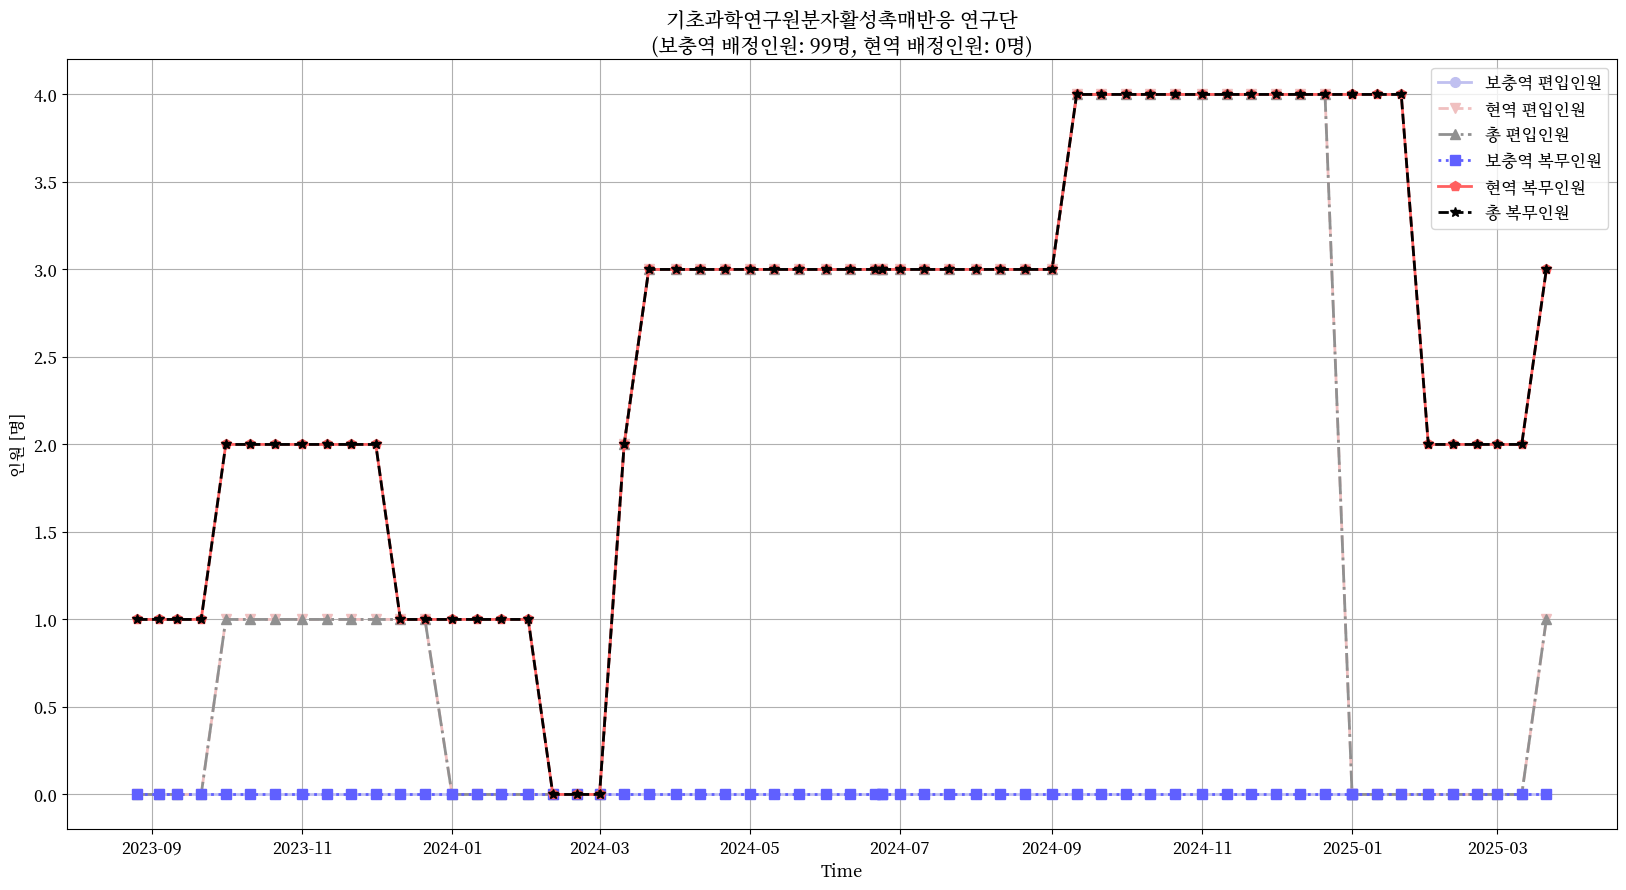 기초과학연구원분자활성촉매반응 연구단
(보충역 배정인원: 99명, 현역 배정인원: 0명)
보충역 편입인원
현역 편입인원
총 편입인원
보충역 복무인원
현역 복무인원
총 복무인원
인원 [명]
4.0
3.5
3.0
2.5
2.0
1.5
1.0
0.5
0.0
2023-09 2023-11 2024-01 2024-03 2024-05 2024-07 2024-09 2024-11 2025-01 2025-03
Time